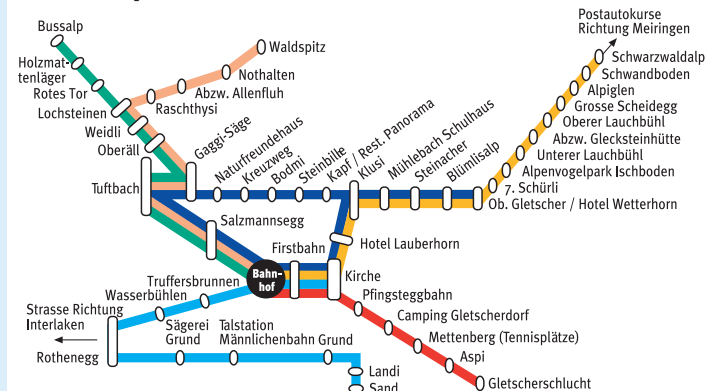 Postautokurse
Richtung Meiringen
Bussalp
Waldspitz
Holzmat-
tenläger
Nothalten
Rotes Tor
Abzw. Allenfluh
Lochsteinen
Raschthysi
Weidli
Oberäll
Gaggi-Säge
Tuftbach
Naturfreundehaus
Kreuzweg
Bodmi
Steinbille
Kapf / Rest. Panorama
Klusi
Mühlebach Schulhaus
Steinacher
Blümlisalp
Schwarzwaldalp
Schwandboden
Alpiglen
Grosse Scheidegg
Oberer Lauchbühl
Abzw. Glecksteinhütte
Unterer Lauchbühl
Alpenvogelpark Ischboden
7. Schürli
Ob. Gletscher / Hotel Wetterhorn
Salzmannsegg
Firstbahn
Hotel Lauberhorn
Bahn-
hof
Kirche
Truffersbrunnen
Wasserbühlen
Pfingsteggbahn
Strasse Richtung
Interlaken
Camping Gletscherdorf
Sägerei
Grund
Talstation
Männlichenbahn
Grund
Mettenberg (Tennisplätze)
Rothenegg
Aspi
Landi
Sand
Gletscherschlucht